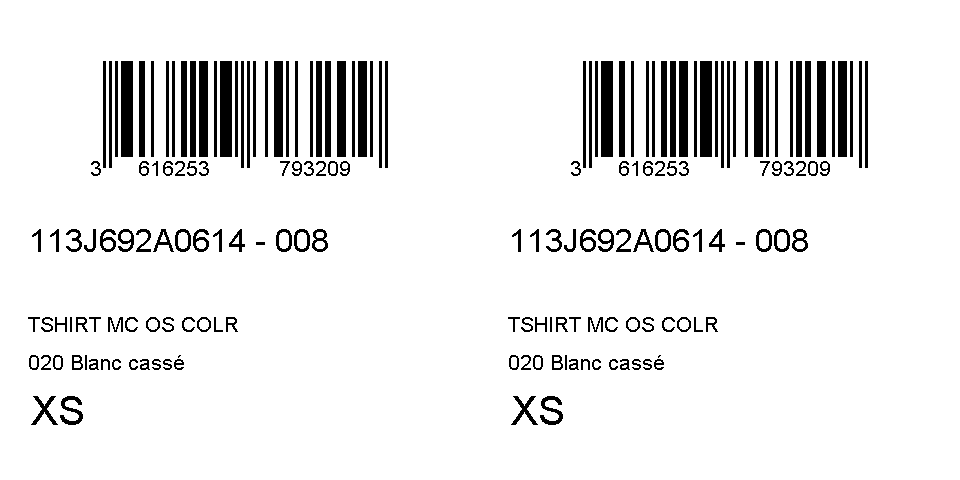 3 616253 793209
113J692A0614 - 008
TSHIRT MC OS COLR
020 Blanc cassé
XS
3 616253 793209
113J692A0614 - 008
TSHIRT MC OS COLR
020 Blanc cassé
XS